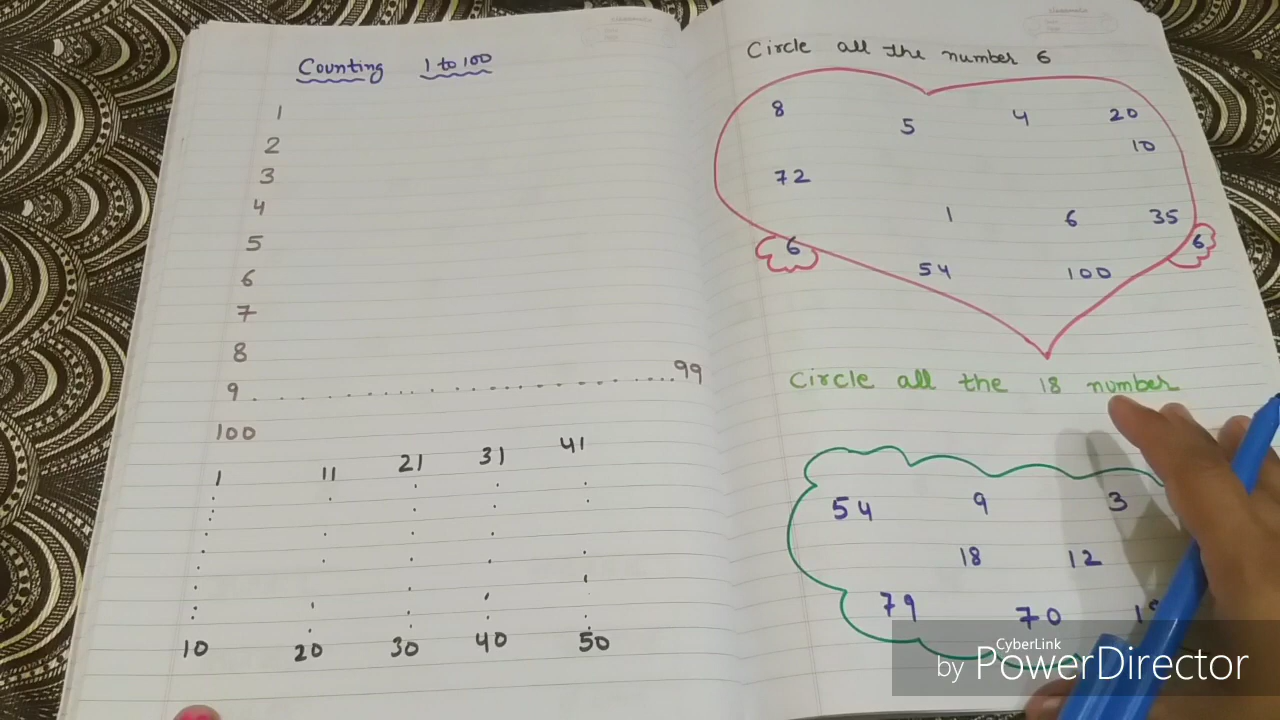 Counting 1 to 100
1
2
3
4
5
6
7
8
9 . . . . . . . . . . . . . . . . . . . . 99
100
1 11 21 31 41
10 20 30 40 50
classmate
Circle all the number 6
8 5 4 20
10
72
1 6 35
6 6
54 100
Circle all the 18 number
54 9 3
18 12
79 70
CyberLink
by PowerDirector